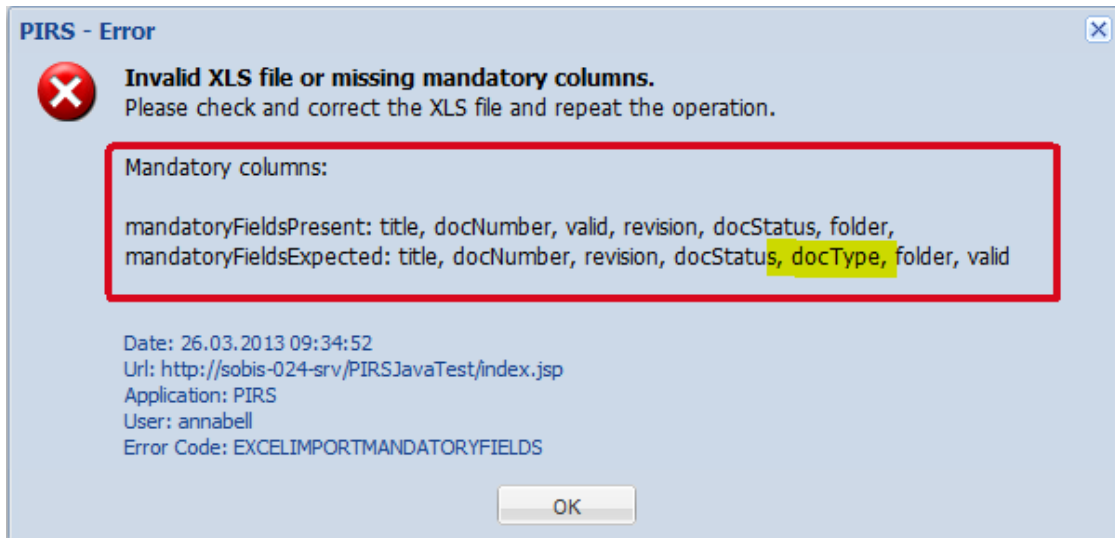 PIRS - Error
Invalid XLS file or missing mandatory columns.
Please check and correct the XLS file and repeat the operation.
Mandatory columns:
mandatoryFieldsPresent: title, docNumber, valid, revision, docStatus, folder,
mandatoryFieldsExpected: title, docNumber, revision, docStatus, docType, folder, valid
Date: 26.03.2013 09:34:52
Url: http://sobis-024-srv/PIRSJavaTest/index.jsp
Application: PIRS
User: annabell
Error Code: EXCELIMPORTMANDATORYFIELDS
OK